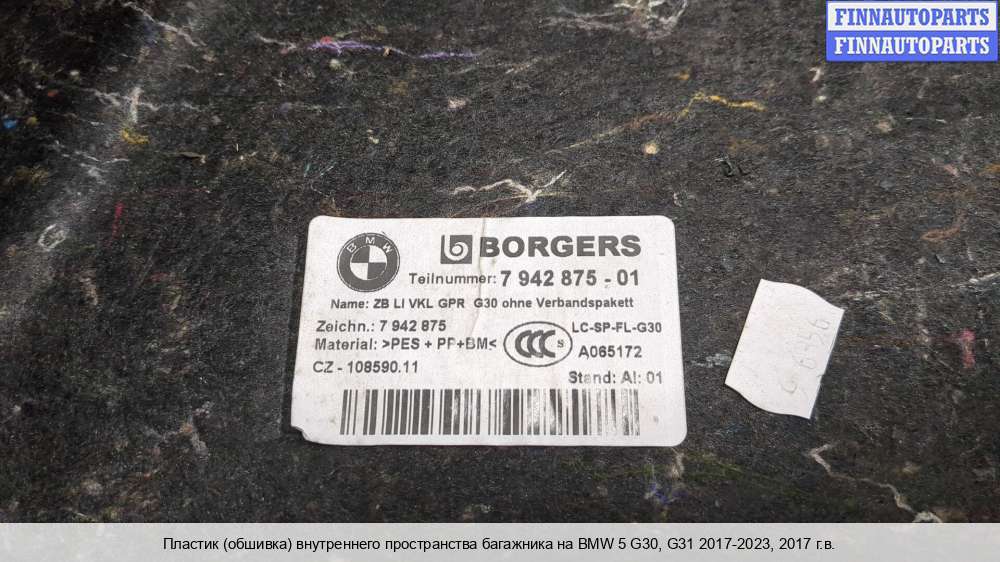 FINNAUTOPARTS
FINNAUTOPARTS
BMW
BORGERS
Teilnummer: 7 942 875 - 01
Name: ZB LI VKL GPR G30 ohne Verbandspakett
Zeichn.: 7 942 875
LC-SP-FL-G30
Material: >PES + PP+BM<
CCC S
A065172
CZ - 108590.11
Stand: AI: 01
Пластик (обшивка) внутреннего пространства багажника на BMW 5 G30, G31 2017-2023, 2017 г.в.